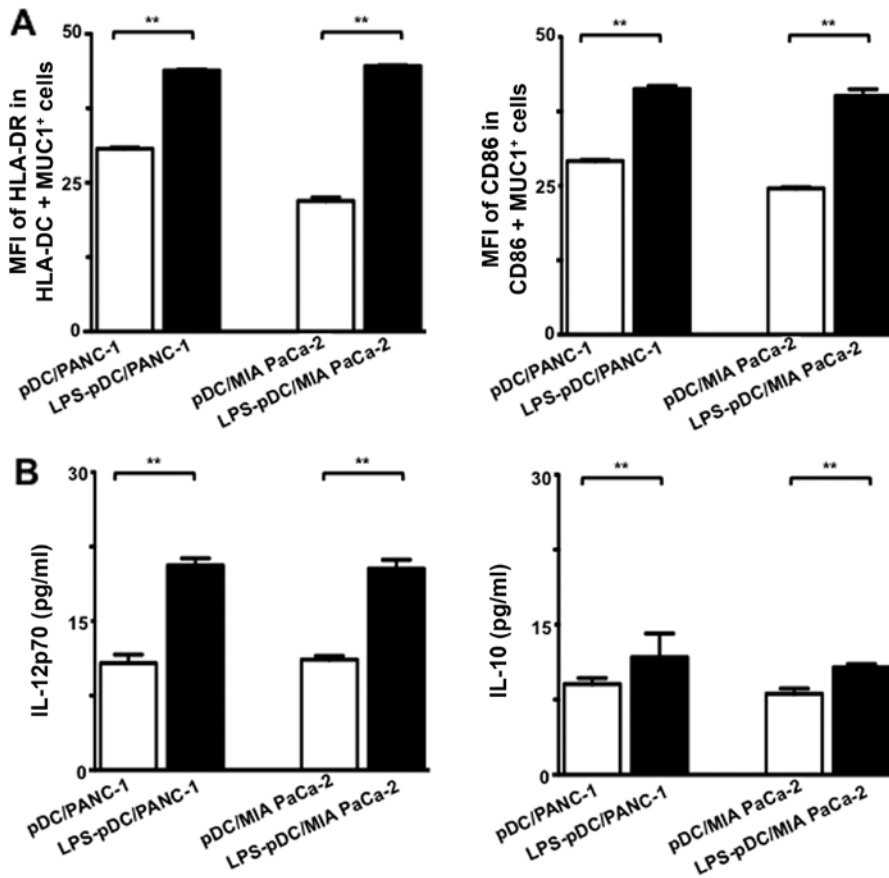 A
MFI of HLA-DR in
HLA-DC + MUC1⁺ cells
50
25
0
**
**
pDC/PANC-1
LPS-pDC/PANC-1
pDC/MIA PaCa-2
LPS-pDC/MIA PaCa-2
MFI of CD86 in
CD86 + MUC1⁺ cells
50
25
0
**
**
pDC/PANC-1
LPS-pDC/PANC-1
pDC/MIA PaCa-2
LPS-pDC/MIA PaCa-2
B
IL-12p70 (pg/ml)
30
15
0
**
**
pDC/PANC-1
LPS-pDC/PANC-1
pDC/MIA PaCa-2
LPS-pDC/MIA PaCa-2
IL-10 (pg/ml)
30
15
0
**
**
pDC/PANC-1
LPS-pDC/PANC-1
pDC/MIA PaCa-2
LPS-pDC/MIA PaCa-2